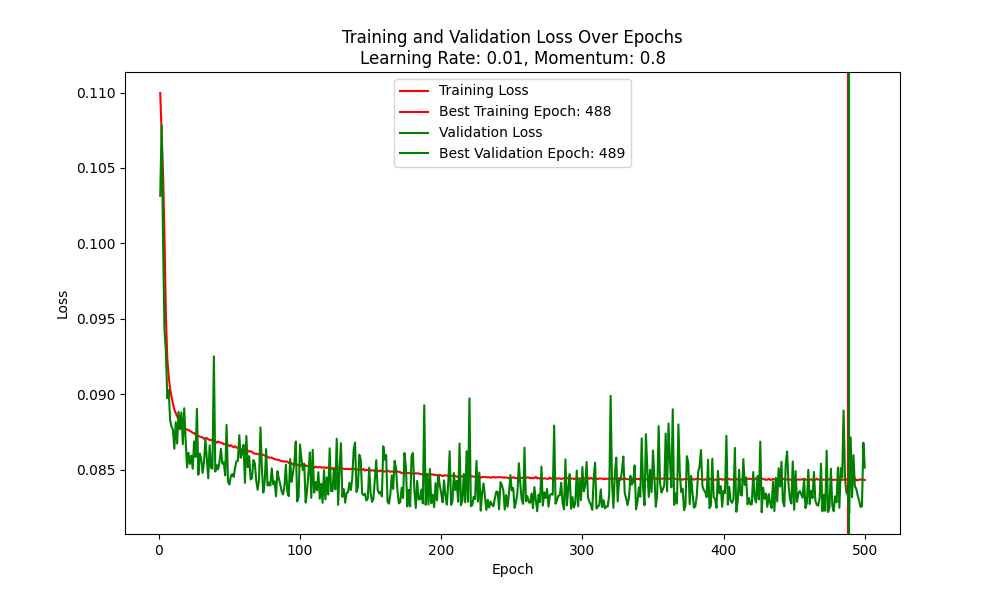 Training and Validation Loss Over Epochs
Learning Rate: 0.01, Momentum: 0.8
Training Loss
Best Training Epoch: 488
Validation Loss
Best Validation Epoch: 489
0.110
0.105
0.100
0.095
0.090
0.085
Loss
0 100 200 300 400 500
Epoch